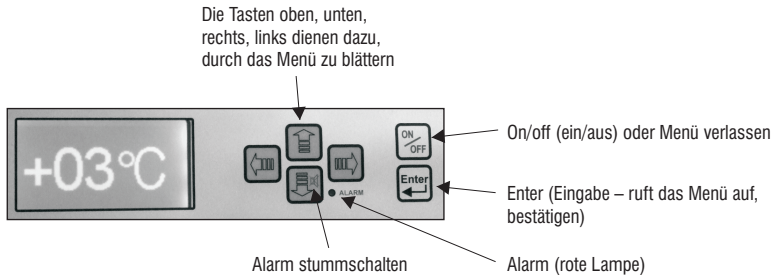 Die Tasten oben, unten,
rechts, links dienen dazu,
durch das Menü zu blättern
+03°C
ON
OFF
On/off (ein/aus) oder Menü verlassen
Enter
Enter (Eingabe – ruft das Menü auf,
bestätigen)
ALARM
Alarm stummschalten
Alarm (rote Lampe)